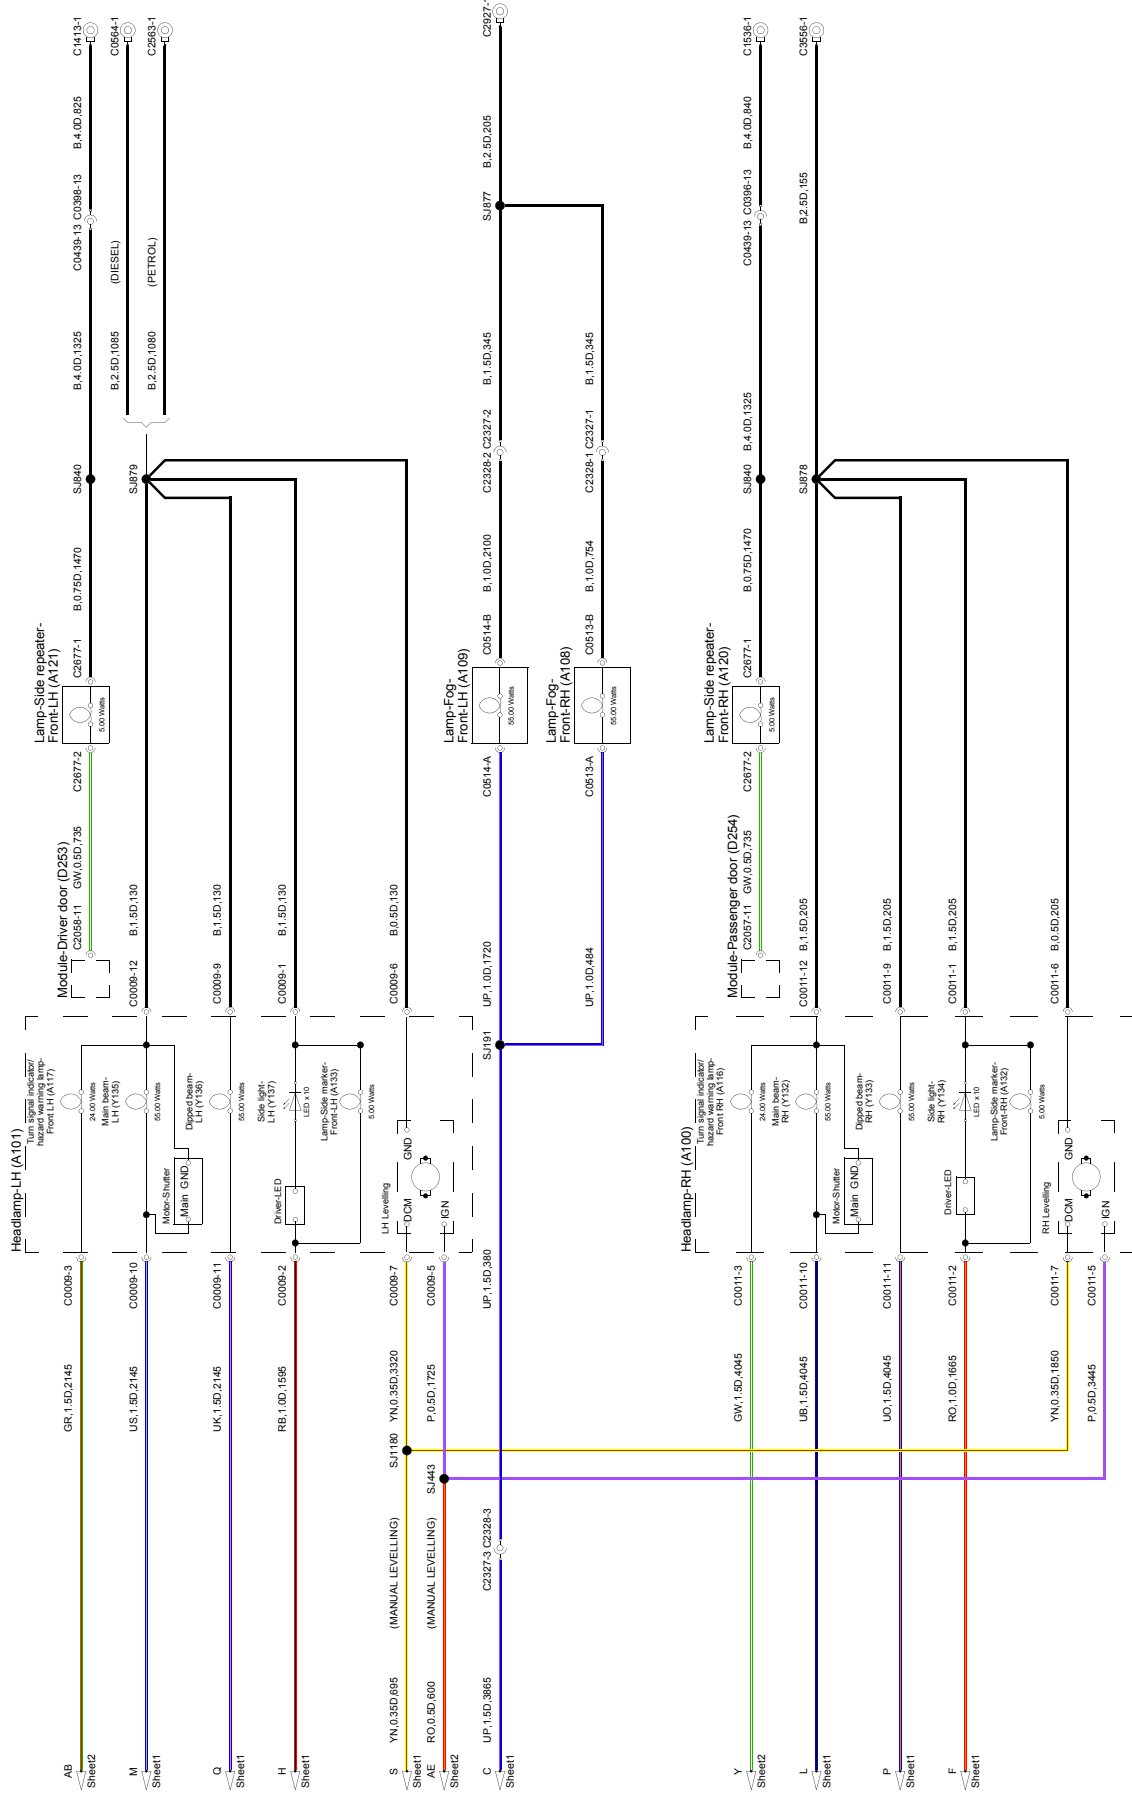 C1413-1
B,4.0D,825
C0439-13 C0398-13
B,4.0D,1325
SJ840
B,0.75D,1470
C2677-1
Lamp-Side repeater-
Front-LH (A121)
5.00 Watts
C2677-2
GW,0.5D,735
C2058-11
Module-Driver door (D253)
C0564-1
(DIESEL)
B,2.5D,1085
C2563-1
(PETROL)
B,2.5D,1080
SJ879
B,1.5D,130
C0009-12
B,1.5D,130
C0009-9
B,1.5D,130
C0009-1
B,0.5D,130
C0009-6
Headlamp-LH (A101)
Turn signal indicator/
hazard warning lamp-
Front LH (A117)
24.00 Watts
Main beam-
LH (Y135)
55.00 Watts
Dipped beam-
LH (Y136)
Motor-Shutter
Main GND
55.00 Watts
Side light-
LH (Y137)
LED x 10
Driver-LED
Lamp-Side marker-
Front-LH (A133)
5.00 Watts
LH Levelling
DCM
GND
IGN
C0009-3
GR,1.5D,2145
AB
Sheet2
C0009-10
US,1.5D,2145
M
Sheet1
C0009-11
UK,1.5D,2145
Q
Sheet1
C0009-2
RB,1.0D,1595
H
Sheet1
C0009-7
YN,0.35D,3320
SJ1180
(MANUAL LEVELLING)
YN,0.35D,695
S
Sheet1
C0009-5
P,0.5D,1725
SJ443
(MANUAL LEVELLING)
RO,0.5D,600
AE
Sheet2
C2927-1
B,2.5D,205
SJ877
B,1.5D,345
C2328-2 C2327-2
B,1.0D,2100
C0514-B
Lamp-Fog-
Front-LH (A109)
55.00 Watts
C0514-A
UP,1.0D,1720
SJ191
UP,1.5D,380
C2327-3 C2328-3
UP,1.5D,3865
C
Sheet1
B,1.5D,345
C2328-1 C2327-1
B,1.0D,754
C0513-B
Lamp-Fog-
Front-RH (A108)
55.00 Watts
C0513-A
UP,1.0D,484
C1536-1
B,4.0D,840
C0439-13 C0396-13
B,4.0D,1325
SJ840
B,0.75D,1470
C2677-1
Lamp-Side repeater-
Front-RH (A120)
5.00 Watts
C2677-2
GW,0.5D,735
C2057-11
Module-Passenger door (D254)
C3556-1
B,2.5D,155
SJ878
B,1.5D,205
C0011-12
B,1.5D,205
C0011-9
B,1.5D,205
C0011-1
B,0.5D,205
C0011-6
Headlamp-RH (A100)
Turn signal indicator/
hazard warning lamp-
Front RH (A116)
24.00 Watts
Main beam-
RH (Y132)
55.00 Watts
Dipped beam-
RH (Y133)
Motor-Shutter
Main GND
55.00 Watts
Side light-
RH (Y134)
LED x 10
Driver-LED
Lamp-Side marker-
Front-RH (A132)
5.00 Watts
RH Levelling
DCM
GND
IGN
C0011-3
GW,1.5D,4045
Y
Sheet2
C0011-10
UB,1.5D,4045
L
Sheet1
C0011-11
UO,1.5D,4045
P
Sheet1
C0011-2
RO,1.0D,1665
F
Sheet1
C0011-7
YN,0.35D,1850
C0011-5
P,0.5D,3445